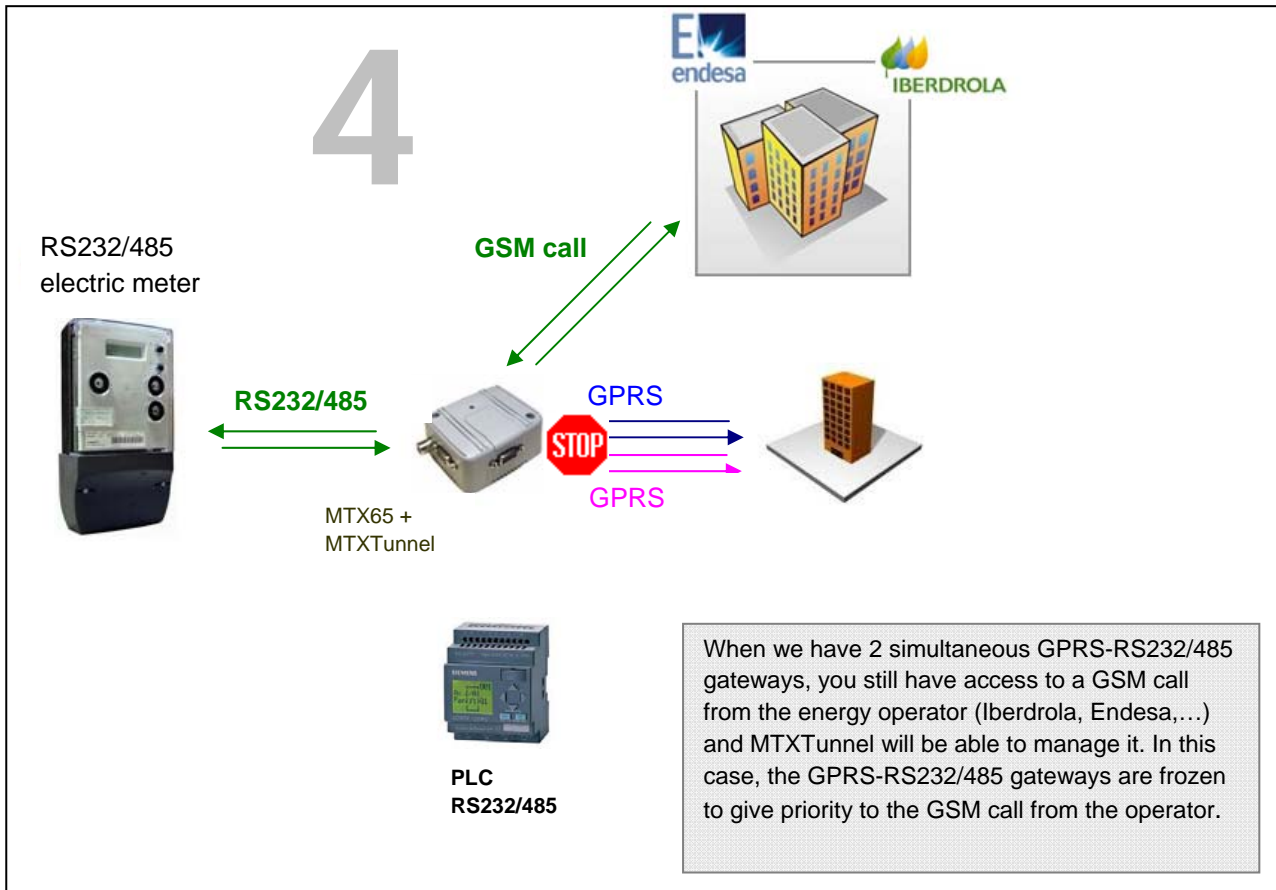 4
endesa
IBERDROLA
GSM call
RS232/485
electric meter
RS232/485
GPRS
STOP
GPRS
MTX65 +
MTXTunnel
SIEMENS
PLC
RS232/485
When we have 2 simultaneous GPRS-RS232/485
gateways, you still have access to a GSM call
from the energy operator (Iberdrola, Endesa,…)
and MTXTunnel will be able to manage it. In this
case, the GPRS-RS232/485 gateways are frozen
to give priority to the GSM call from the operator.